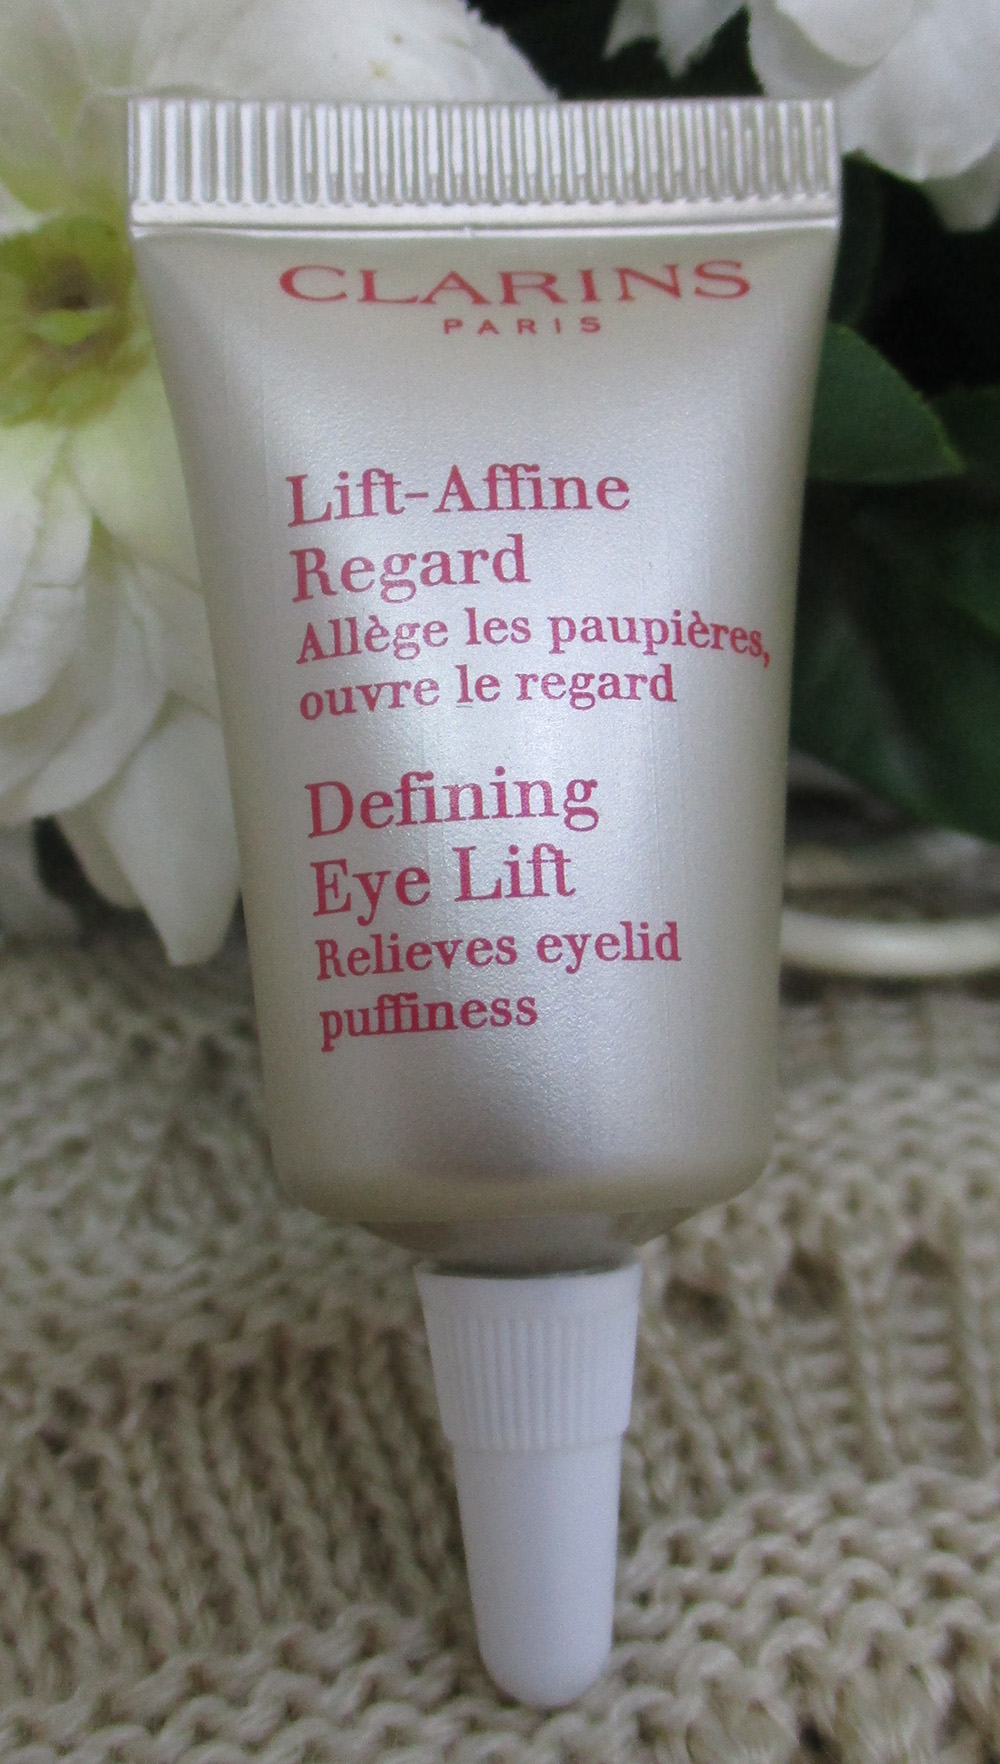 CLARINS
PARIS
Lift-Affine
Regard
Allège les paupières,
ouvre le regard
Defining
Eye Lift
Relieves eyelid
puffiness